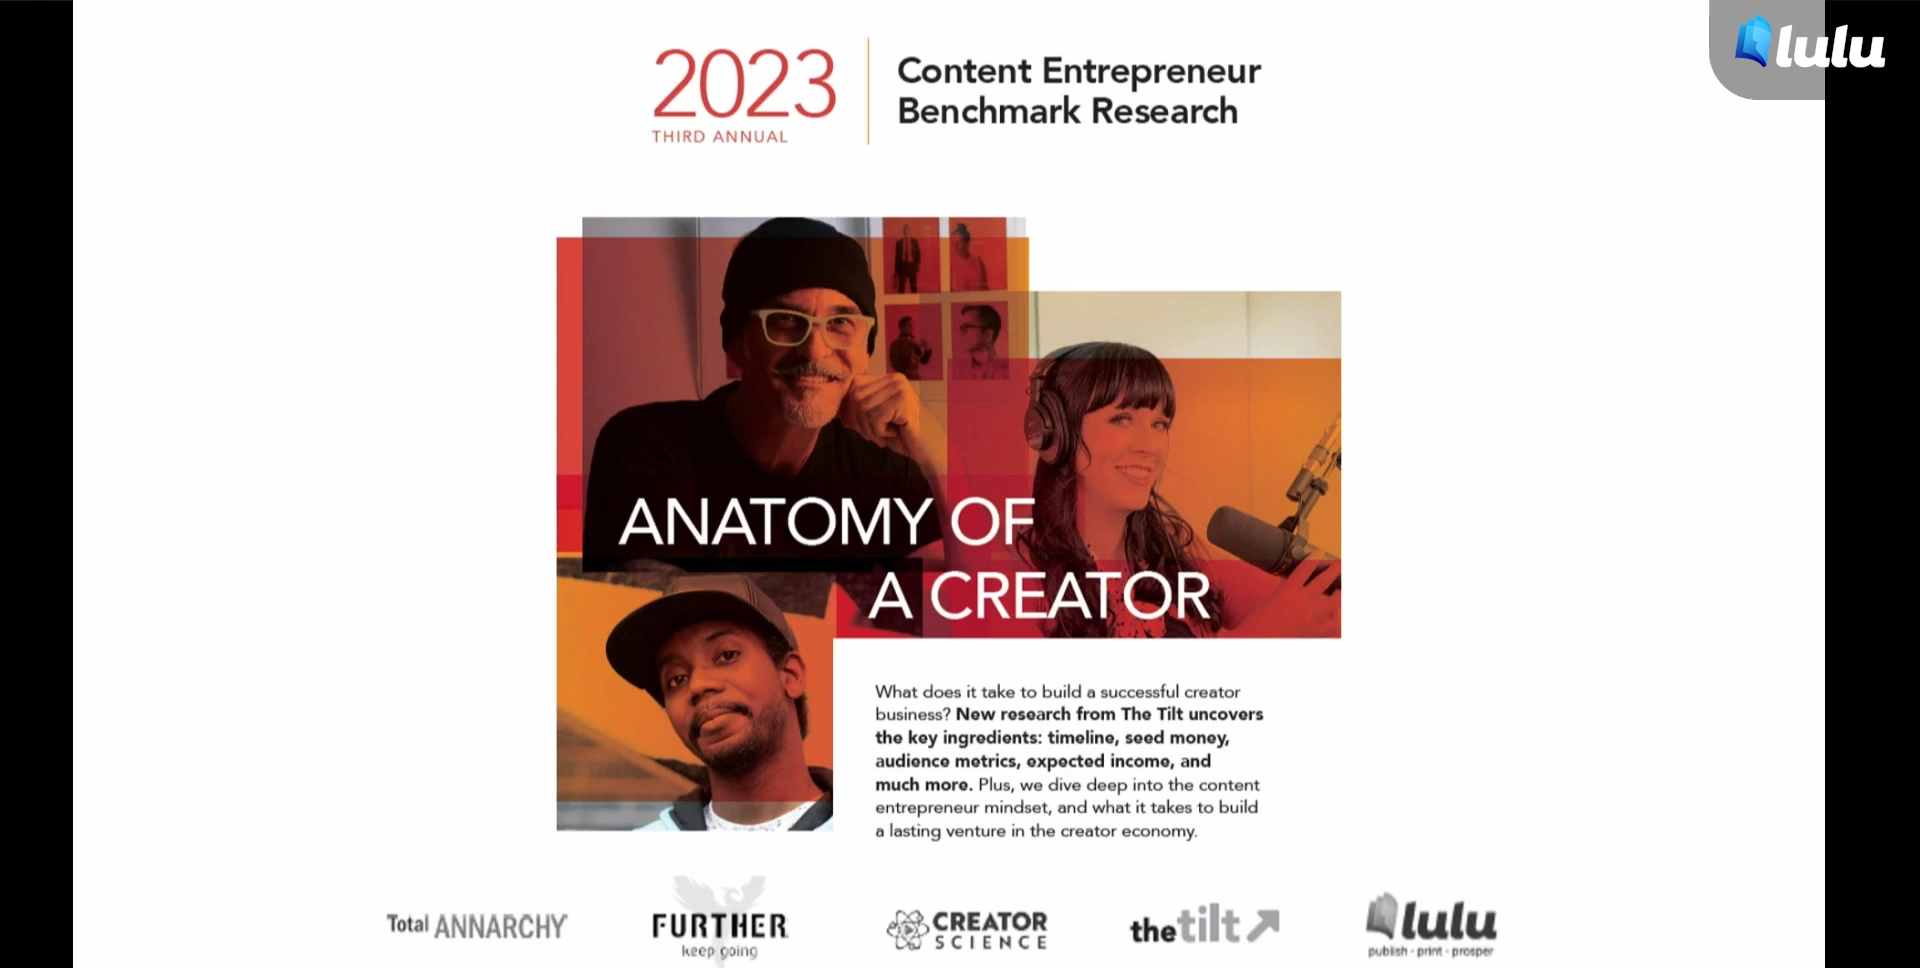 lulu
2023
THIRD ANNUAL
Content Entrepreneur
Benchmark Research
ANATOMY OF
A CREATOR
What does it take to build a successful creator
business? New research from The Tilt uncovers
the key ingredients: timeline, seed money,
audience metrics, expected income, and
much more. Plus, we dive deep into the content
entrepreneur mindset, and what it takes to build
a lasting venture in the creator economy.
Total ANNARCHY
FURTHER
keep going
CREATOR
SCIENCE
the tilt
lulu
publish - print - prosper